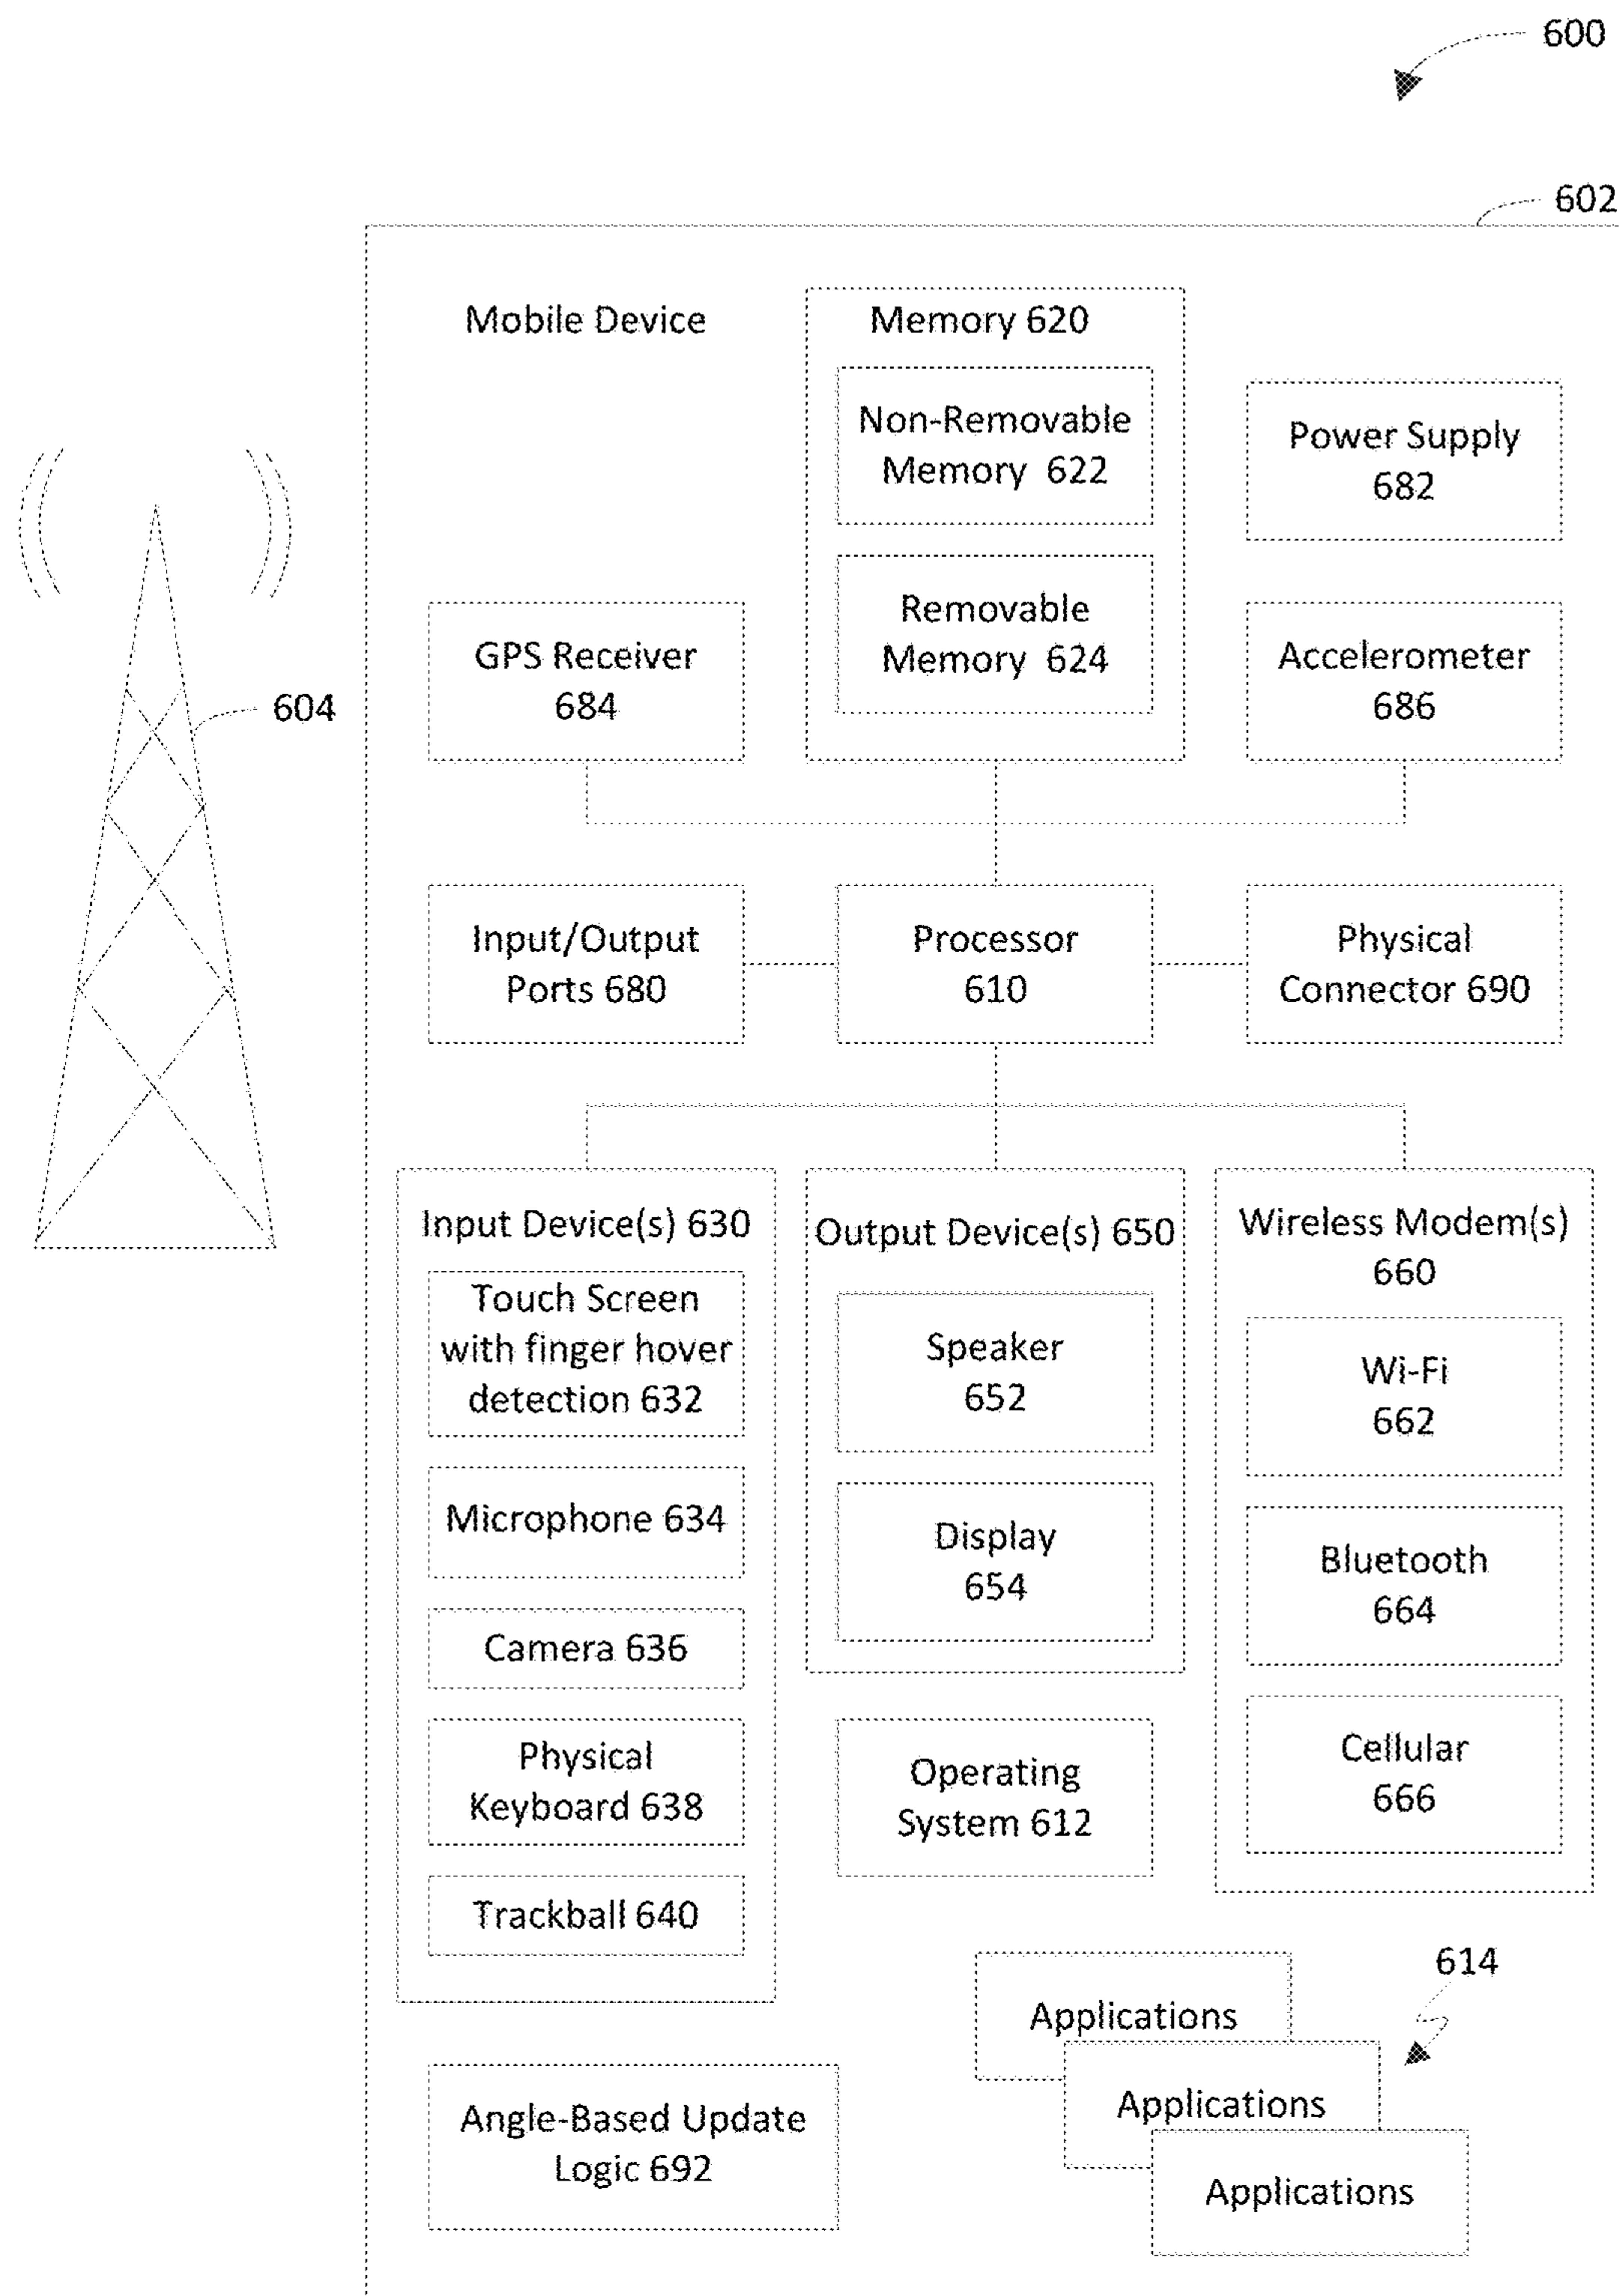 600
602
Mobile Device
Memory 620
Non-Removable
Memory 622
Removable
Memory 624
Power Supply
682
GPS Receiver
684
Accelerometer
686
604
Input/Output
Ports 680
Processor
610
Physical
Connector 690
Input Device(s) 630
Touch Screen
with finger hover
detection 632
Microphone 634
Camera 636
Physical
Keyboard 638
Trackball 640
Output Device(s) 650
Speaker
652
Display
654
Operating
System 612
Wireless Modem(s)
660
Wi-Fi
662
Bluetooth
664
Cellular
666
614
Applications
Applications
Applications
Angle-Based Update
Logic 692